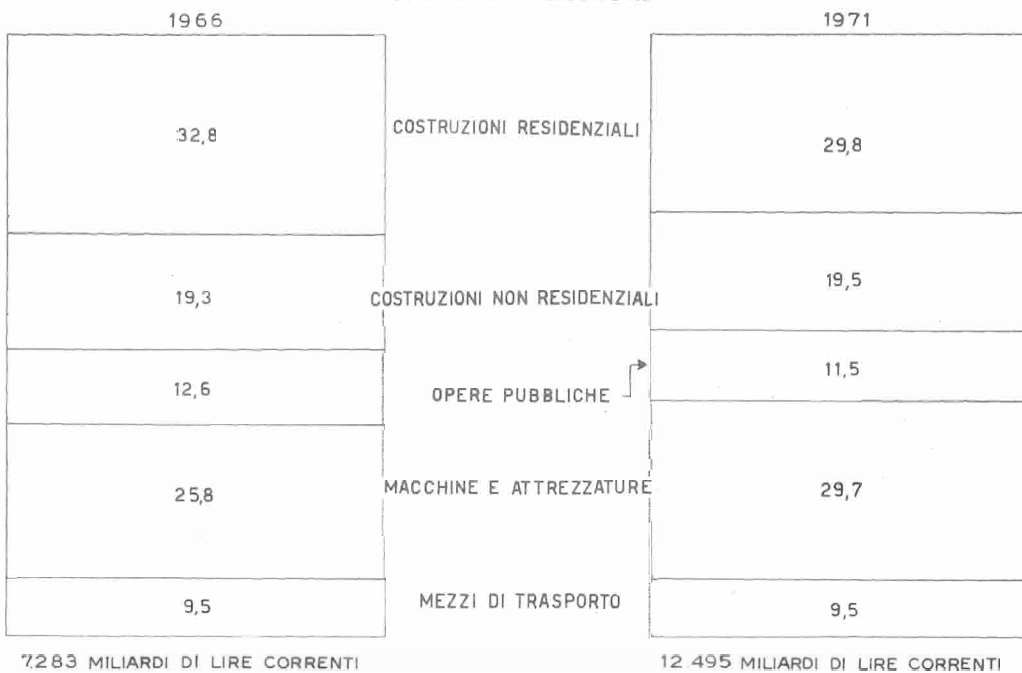 1966 1971
32,8 COSTRUZIONI RESIDENZIALI 29,8
19,3 COSTRUZIONI NON RESIDENZIALI 19,5
12,6 OPERE PUBBLICHE 11,5
25,8 MACCHINE E ATTREZZATURE 29,7
9,5 MEZZI DI TRASPORTO 9,5
7.283 MILIARDI DI LIRE CORRENTI 12.495 MILIARDI DI LIRE CORRENTI